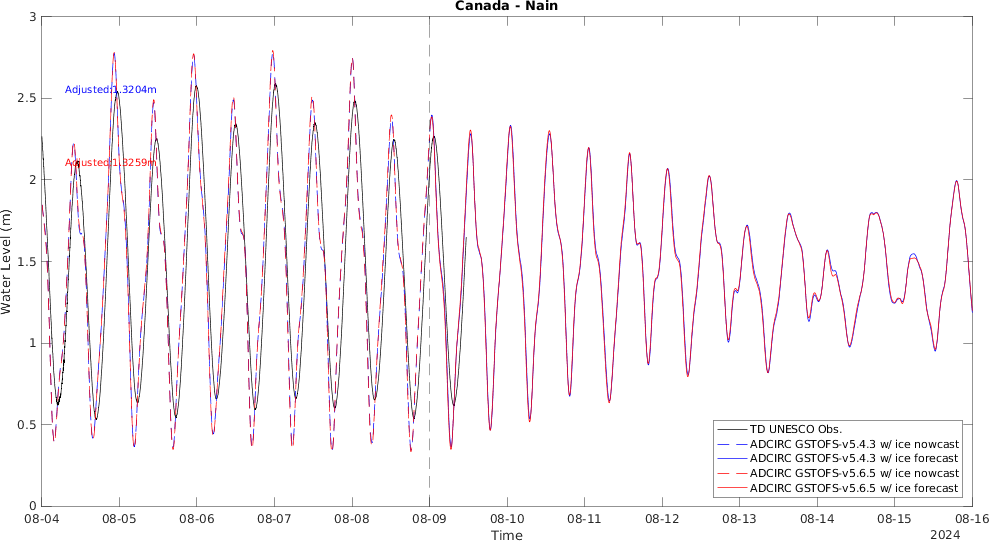 Canada - Nain
3
2.5
2
1.5
1
0.5
0
Water Level (m)
Adjusted:1.3204m
Adjusted:1.3259m
TD UNESCO Obs.
ADCIRC GSTOFS-v5.4.3 w/ ice nowcast
ADCIRC GSTOFS-v5.4.3 w/ ice forecast
ADCIRC GSTOFS-v5.6.5 w/ ice nowcast
ADCIRC GSTOFS-v5.6.5 w/ ice forecast
08-04 08-05 08-06 08-07 08-08 08-09 08-10 08-11 08-12 08-13 08-14 08-15 08-16
Time
2024